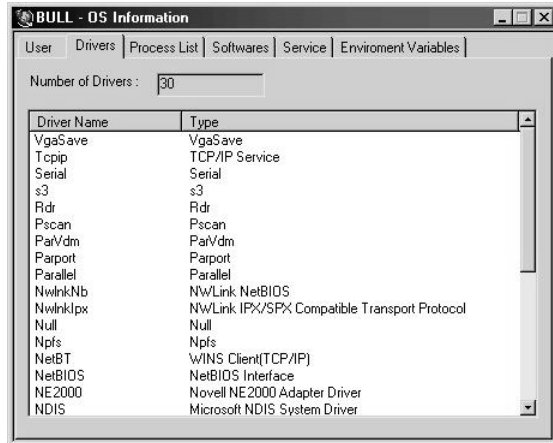 BULL - OS Information
User Drivers Process List Softwares Service Enviroment Variables
Number of Drivers : 30
Driver Name Type
VgaSave VgaSave
Tcpip TCP/IP Service
Serial Serial
s3 s3
Rdr Rdr
Pscan Pscan
ParVdm ParVdm
Parport Parport
Parallel Parallel
NwlnkNb NWLink NetBIOS
NwlnkIpx NWLink IPX/SPX Compatible Transport Protocol
Null Null
Npfs Npfs
NetBT WINS Client(TCP/IP)
NetBIOS NetBIOS Interface
NE2000 Novell NE2000 Adapter Driver
NDIS Microsoft NDIS System Driver